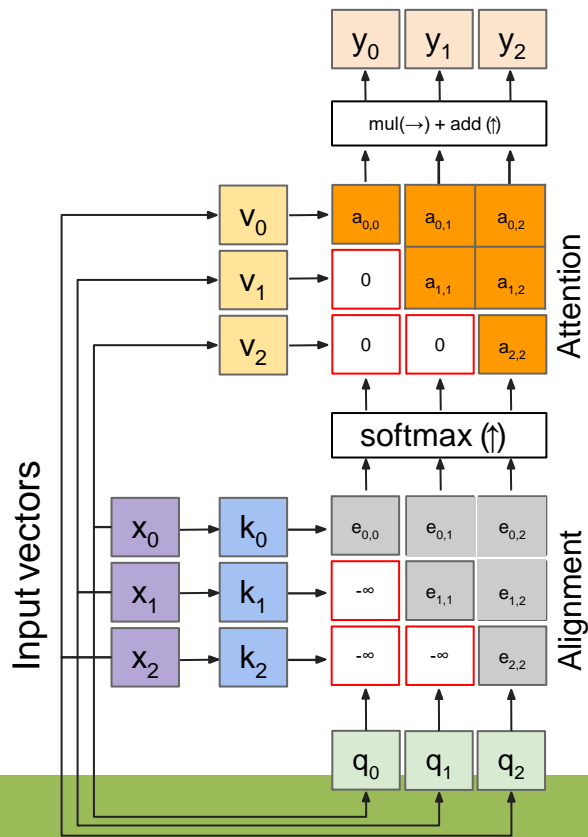 y0 y1 y2
mul(→) + add (↑)
v0 a0,0 a0,1 a0,2
v1 0 a1,1 a1,2
v2 0 0 a2,2
Attention
softmax (↑)
x0 k0 e0,0 e0,1 e0,2
x1 k1 -∞ e1,1 e1,2
x2 k2 -∞ -∞ e2,2
Alignment
Input vectors
q0 q1 q2